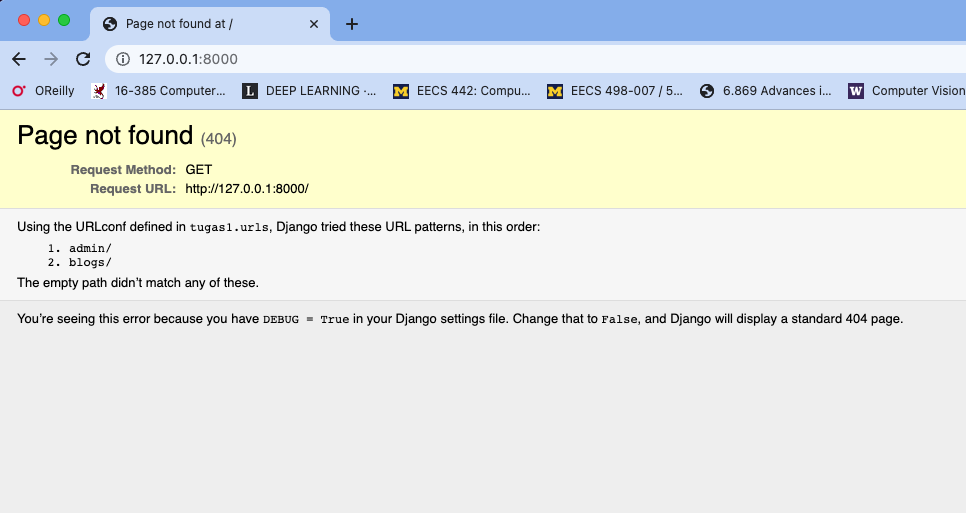 Page not found at /
127.0.0.1:8000
OReilly 16-385 Computer... DEEP LEARNING ·... EECS 442: Compu... EECS 498-007 / 5... 6.869 Advances i... Computer Vision
Page not found (404)
Request Method: GET
Request URL: http://127.0.0.1:8000/
Using the URLconf defined in tugas1.urls, Django tried these URL patterns, in this order:
1. admin/
2. blogs/
The empty path didn’t match any of these.
You’re seeing this error because you have DEBUG = True in your Django settings file. Change that to False, and Django will display a standard 404 page.